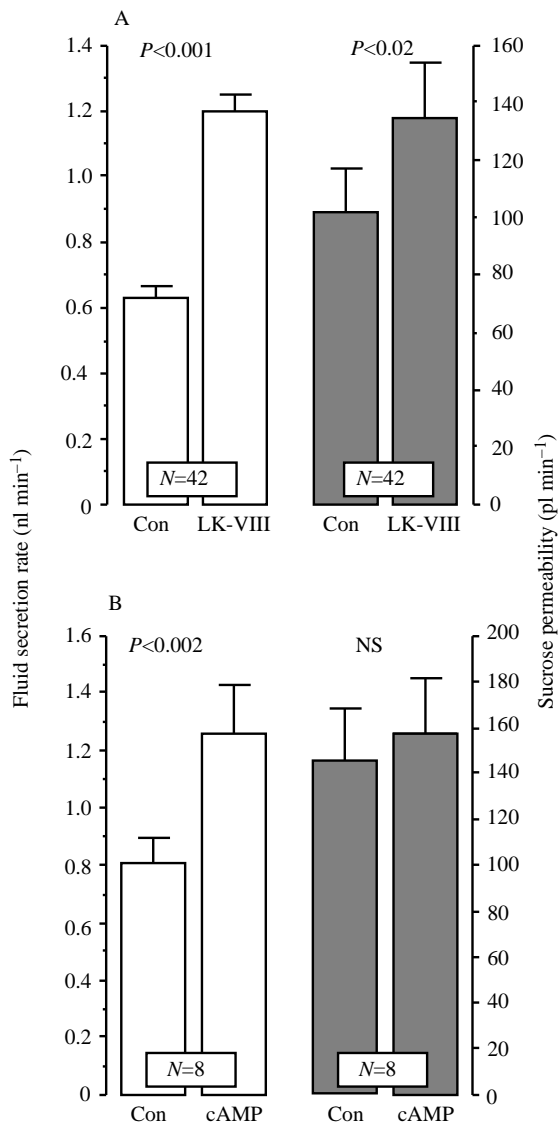 A
P<0.001
P<0.02
1.4
1.2
1.0
0.8
0.6
0.4
0.2
0
160
140
120
100
80
60
40
20
0
N=42
N=42
Con
LK-VIII
Con
LK-VIII
Fluid secretion rate (nl min⁻¹)
Sucrose permeability (pl min⁻¹)
B
P<0.002
NS
1.6
1.4
1.2
1.0
0.8
0.6
0.4
0.2
0
200
180
160
140
120
100
80
60
40
20
0
N=8
N=8
Con
cAMP
Con
cAMP